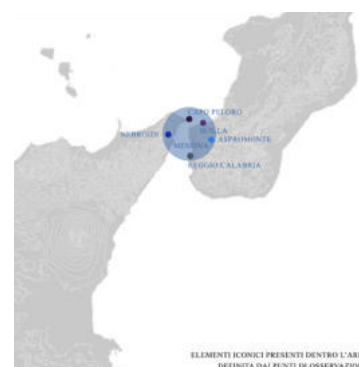 CAPO PELORO
SCILLA
NEBRODI
ASPROMONTE
MESSINA
REGGIO CALABRIA
ELEMENTI ICONICI PRESENTI DENTRO L'AR
DEFINITA DAI PUNTI DI OSSERVAZIO